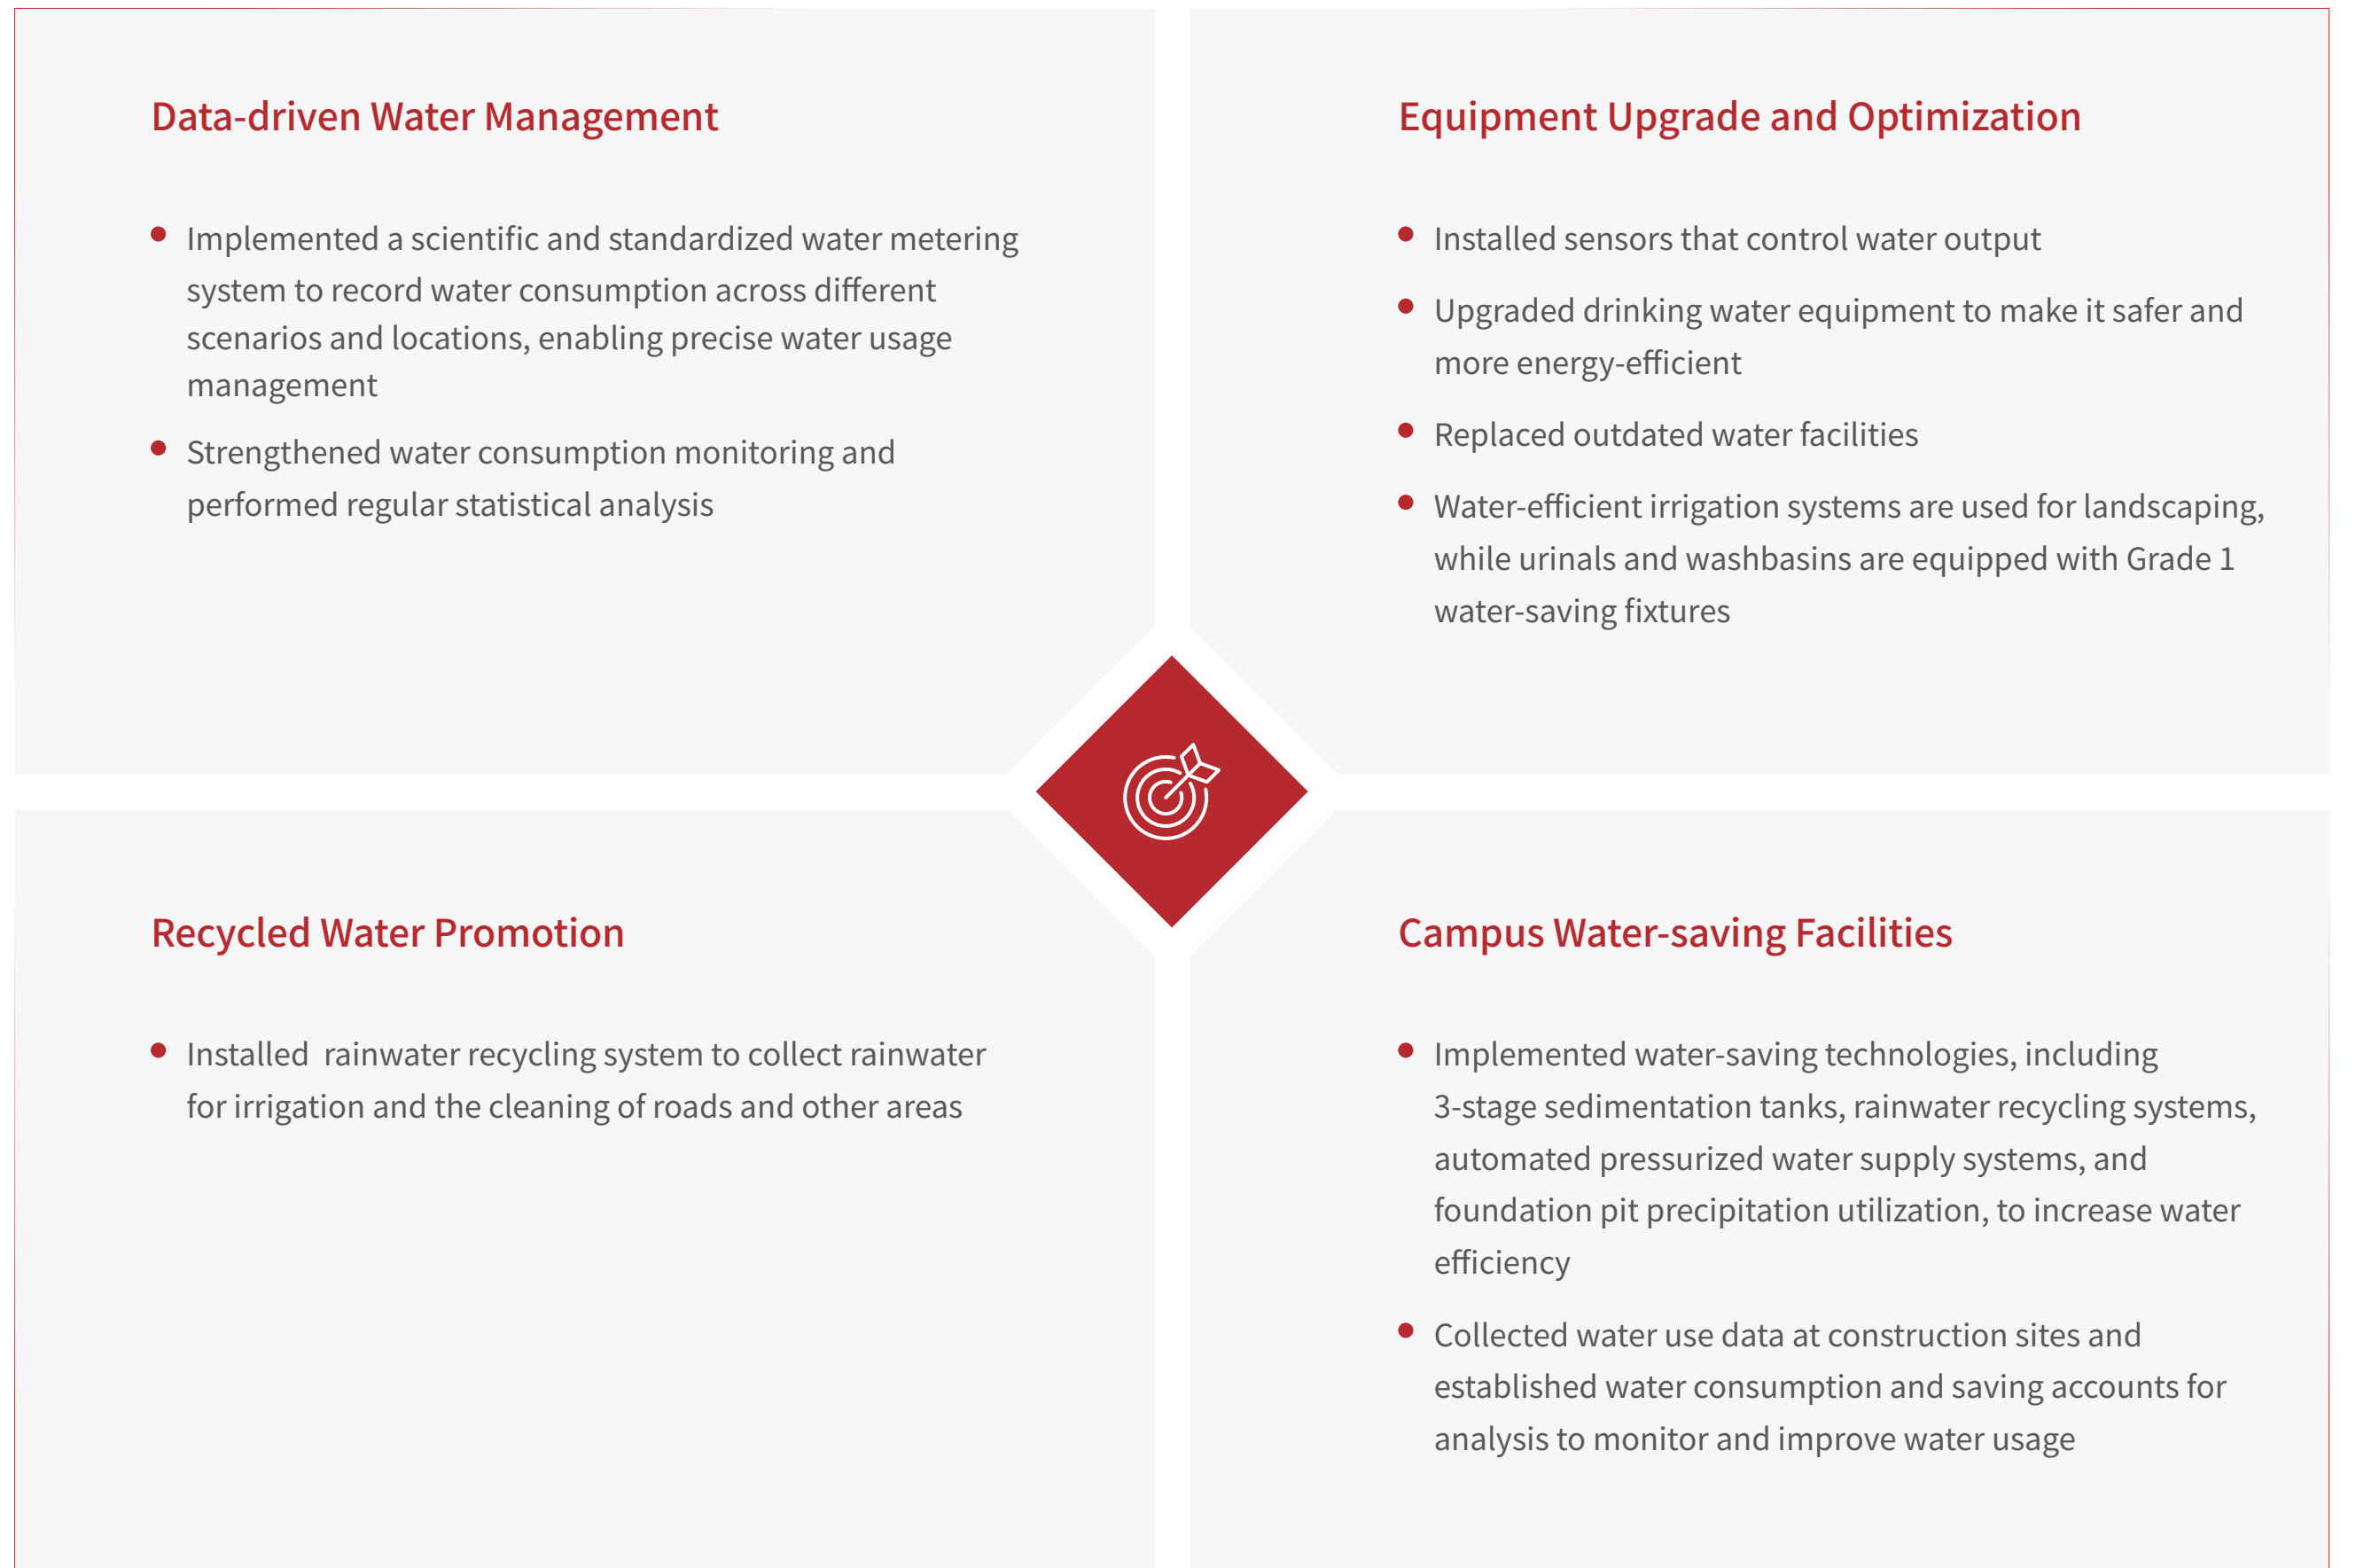 Data-driven Water Management
Implemented a scientific and standardized water metering
system to record water consumption across different
scenarios and locations, enabling precise water usage
management
Strengthened water consumption monitoring and
performed regular statistical analysis
Equipment Upgrade and Optimization
Installed sensors that control water output
Upgraded drinking water equipment to make it safer and
more energy-efficient
Replaced outdated water facilities
Water-efficient irrigation systems are used for landscaping,
while urinals and washbasins are equipped with Grade 1
water-saving fixtures
Recycled Water Promotion
Installed  rainwater recycling system to collect rainwater
for irrigation and the cleaning of roads and other areas
Campus Water-saving Facilities
Implemented water-saving technologies, including
3-stage sedimentation tanks, rainwater recycling systems,
automated pressurized water supply systems, and
foundation pit precipitation utilization, to increase water
efficiency
Collected water use data at construction sites and
established water consumption and saving accounts for
analysis to monitor and improve water usage